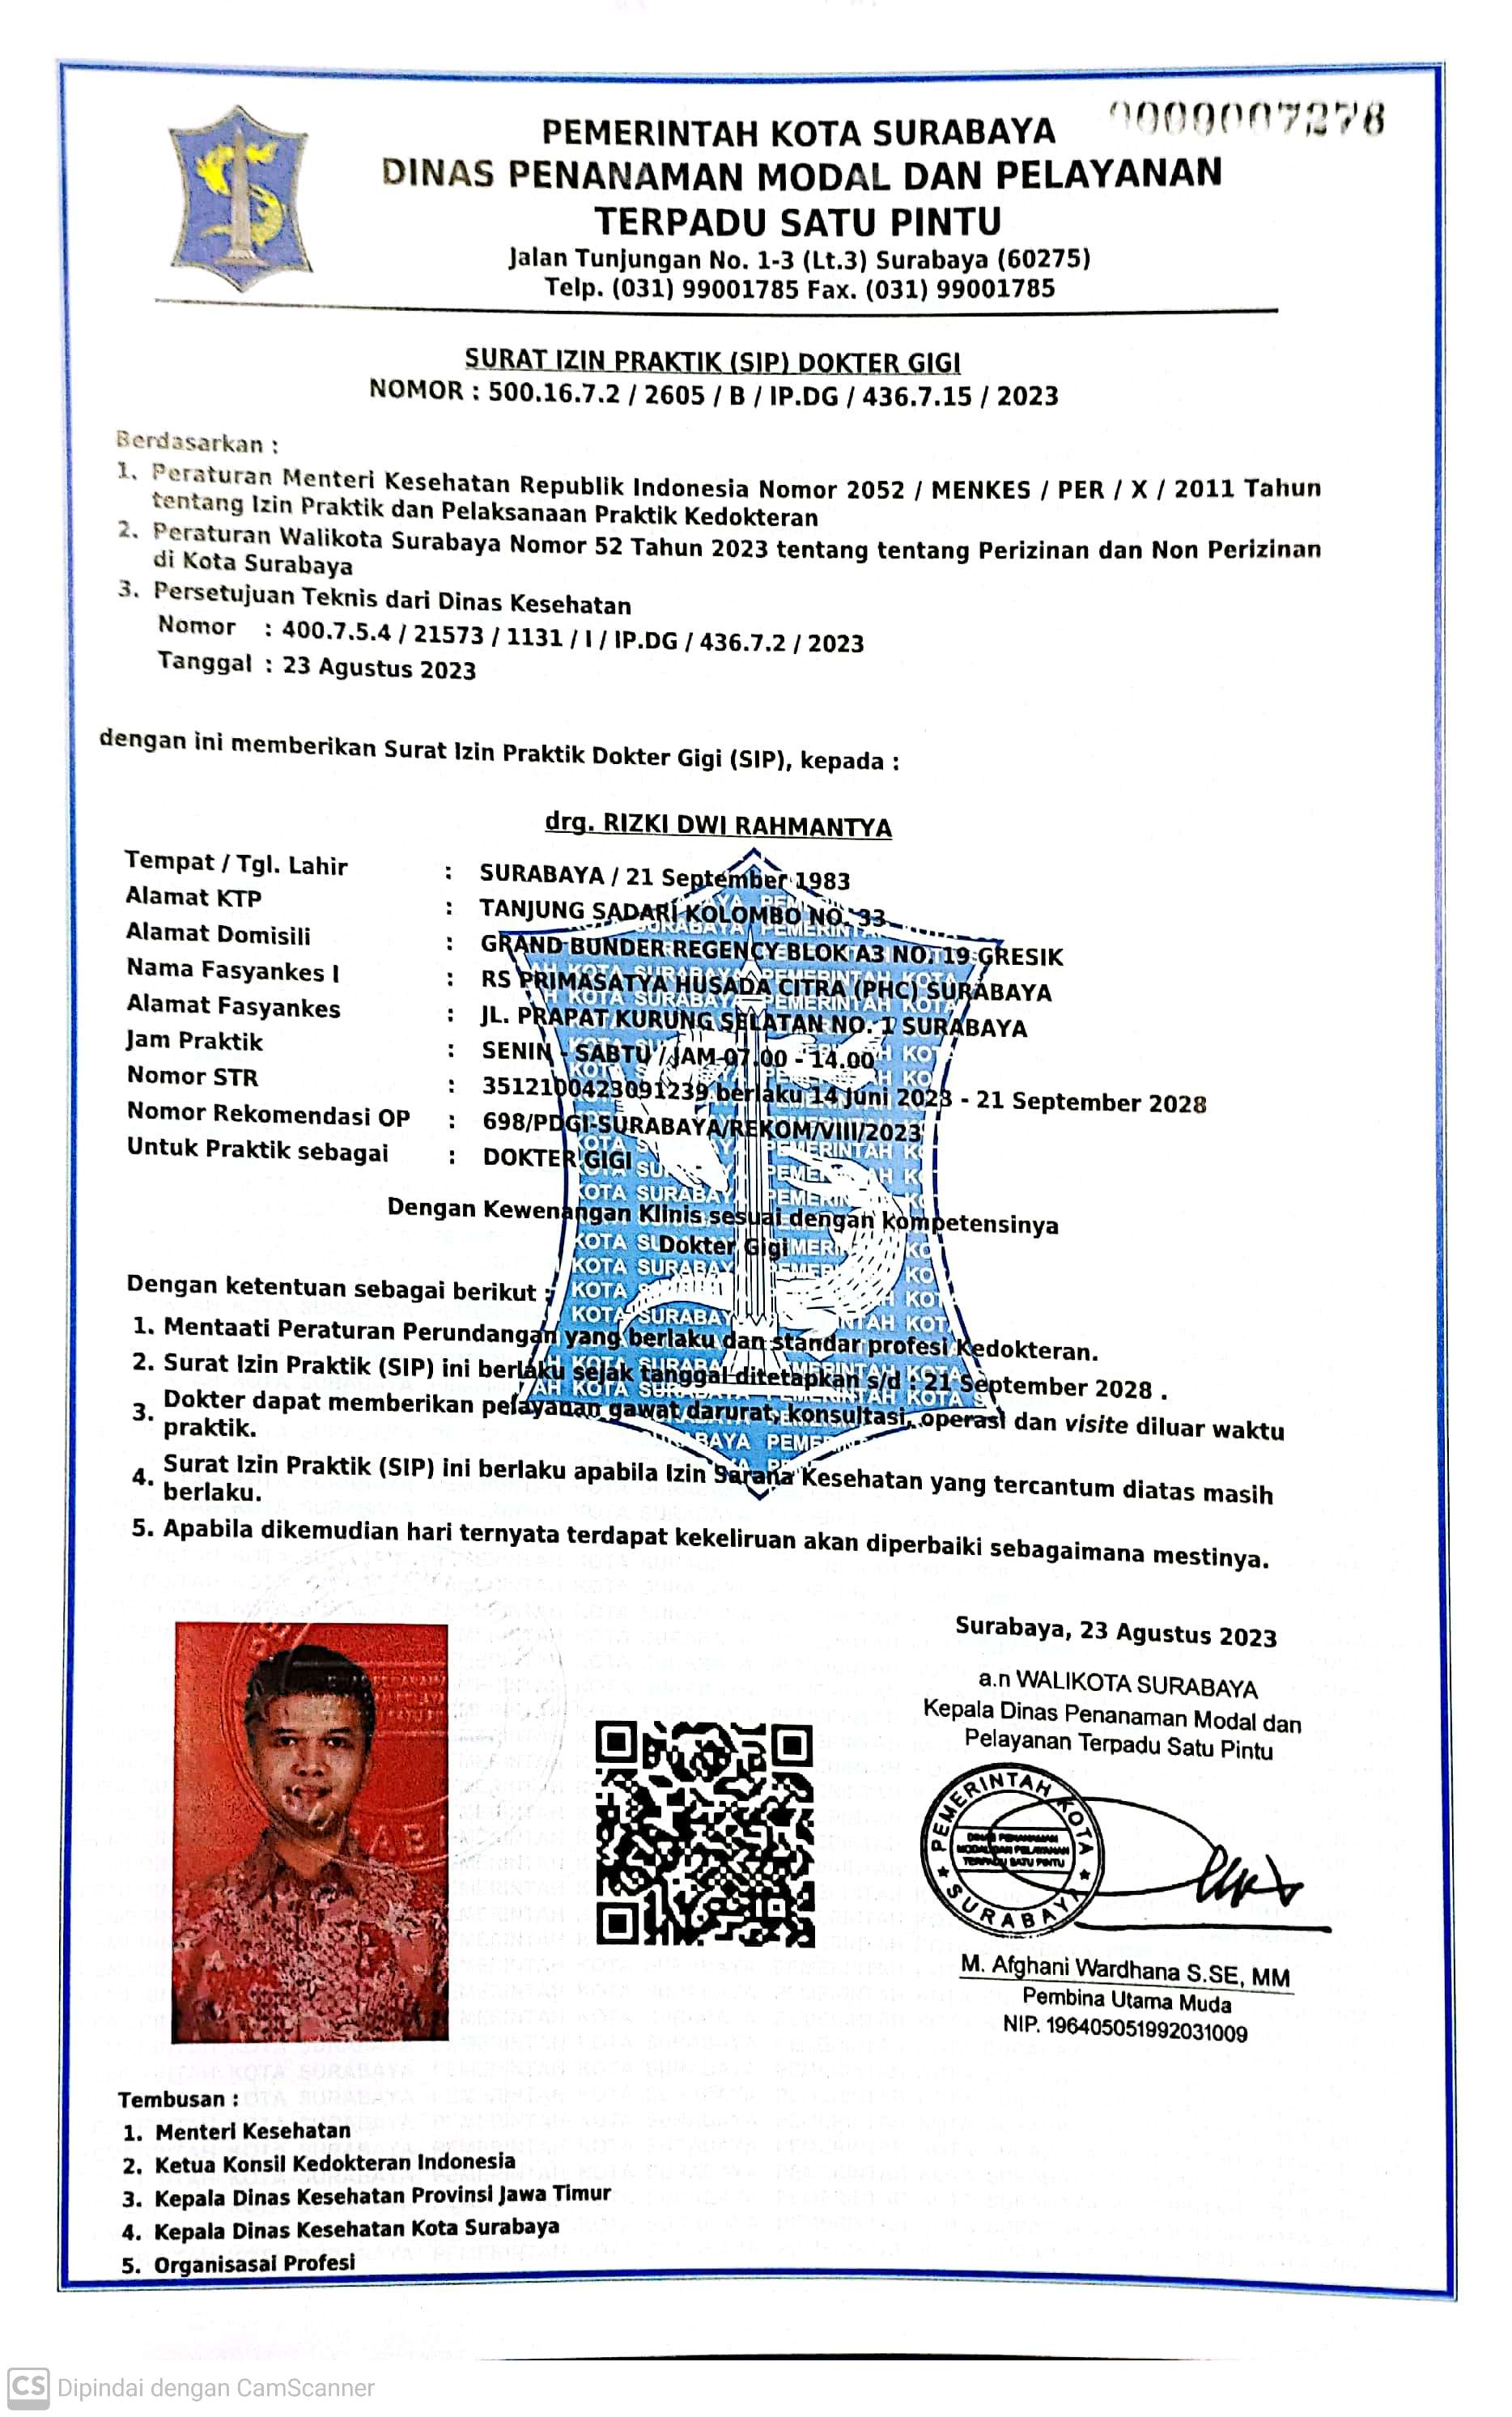 0000007278
PEMERINTAH KOTA SURABAYA
DINAS PENANAMAN MODAL DAN PELAYANAN
TERPADU SATU PINTU
Jalan Tunjungan No. 1-3 (Lt.3) Surabaya (60275)
Telp. (031) 99001785 Fax. (031) 99001785
SURAT IZIN PRAKTIK (SIP) DOKTER GIGI
NOMOR : 500.16.7.2 / 2605 / B / IP.DG / 436.7.15 / 2023
Berdasarkan :
1. Peraturan Menteri Kesehatan Republik Indonesia Nomor 2052 / MENKES / PER / X / 2011 Tahun
tentang Izin Praktik dan Pelaksanaan Praktik Kedokteran
2. Peraturan Walikota Surabaya Nomor 52 Tahun 2023 tentang tentang Perizinan dan Non Perizinan
di Kota Surabaya
3. Persetujuan Teknis dari Dinas Kesehatan
Nomor : 400.7.5.4 / 21573 / 1131 / I / IP.DG / 436.7.2 / 2023
Tanggal : 23 Agustus 2023
dengan ini memberikan Surat Izin Praktik Dokter Gigi (SIP), kepada :
drg. RIZKI DWI RAHMANTYA
Tempat / Tgl. Lahir : SURABAYA / 21 September 1983
Alamat KTP : TANJUNG SADARI KOLOMBO NO. 33
Alamat Domisili : GRAND BUNDER REGENCY BLOK A3 NO. 19 GRESIK
Nama Fasyankes I : RS PRIMASATYA HUSADA CITRA (PHC) SURABAYA
Alamat Fasyankes : JL. PRAPAT KURUNG SELATAN NO. 1 SURABAYA
Jam Praktik : SENIN - SABTU / JAM 07.00 - 14.00
Nomor STR : 3512100423091239 berlaku 14 Juni 2023 - 21 September 2028
Nomor Rekomendasi OP : 698/PDGI-SURABAYA/REKOM/VIII/2023
Untuk Praktik sebagai : DOKTER GIGI
Dengan Kewenangan Klinis sesuai dengan kompetensinya
Dokter Gigi
Dengan ketentuan sebagai berikut :
1. Mentaati Peraturan Perundangan yang berlaku dan standar profesi Kedokteran.
2. Surat Izin Praktik (SIP) ini berlaku sejak tanggal ditetapkan s/d : 21 September 2028 .
3. Dokter dapat memberikan pelayanan gawat darurat, konsultasi, operasi dan visite diluar waktu
praktik.
4. Surat Izin Praktik (SIP) ini berlaku apabila Izin Sarana Kesehatan yang tercantum diatas masih
berlaku.
5. Apabila dikemudian hari ternyata terdapat kekeliruan akan diperbaiki sebagaimana mestinya.
Surabaya, 23 Agustus 2023
a.n WALIKOTA SURABAYA
Kepala Dinas Penanaman Modal dan
Pelayanan Terpadu Satu Pintu
PEMERINTAH KOTA
DINAS PENANAMAN
MODAL DAN PELAYANAN
TERPADU SATU PINTU
SURABAYA
M. Afghani Wardhana S.SE, MM
Pembina Utama Muda
NIP. 196405051992031009
Tembusan :
1. Menteri Kesehatan
2. Ketua Konsil Kedokteran Indonesia
3. Kepala Dinas Kesehatan Provinsi Jawa Timur
4. Kepala Dinas Kesehatan Kota Surabaya
5. Organisasai Profesi
CS Dipindai dengan CamScanner